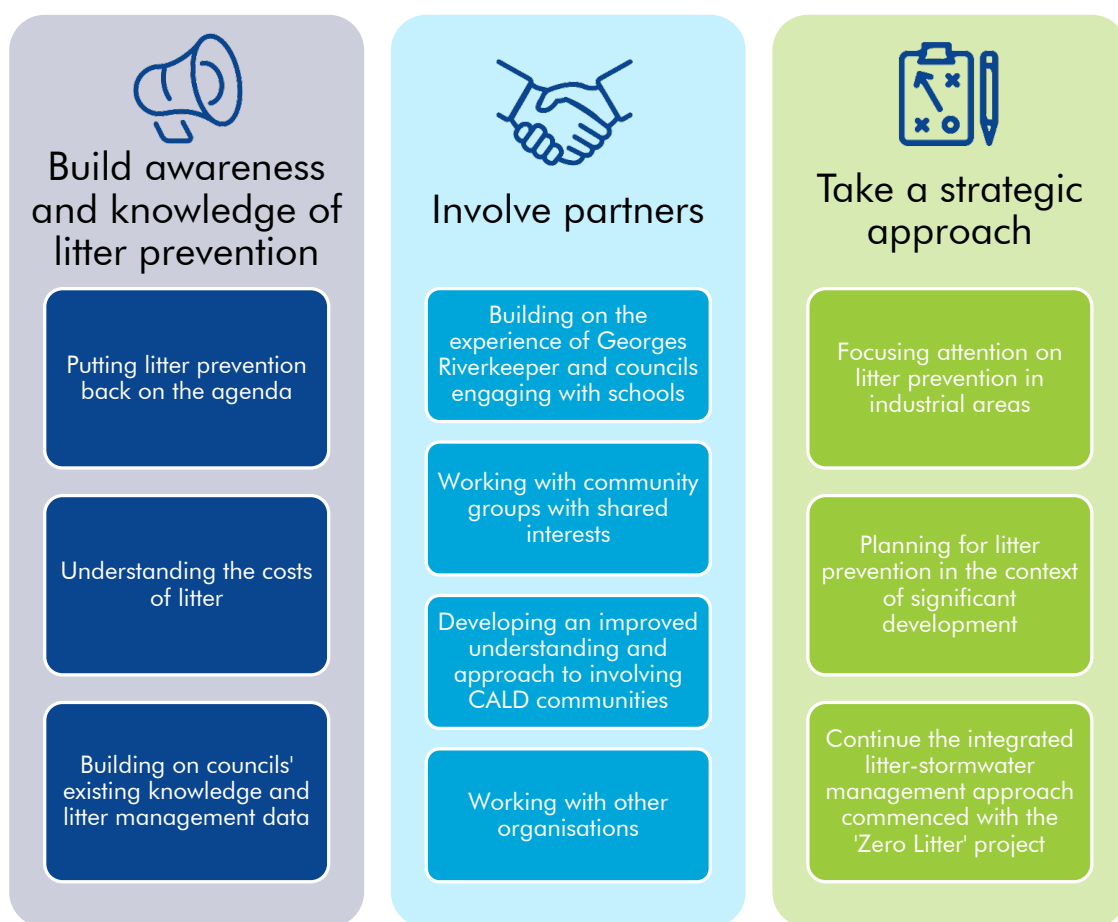 Build awareness
and knowledge of
litter prevention
Putting litter prevention
back on the agenda
Understanding the costs
of litter
Building on councils'
existing knowledge and
litter management data
Involve partners
Building on the
experience of Georges
Riverkeeper and councils
engaging with schools
Working with community
groups with shared
interests
Developing an improved
understanding and
approach to involving
CALD communities
Working with other
organisations
Take a strategic
approach
Focusing attention on
litter prevention in
industrial areas
Planning for litter
prevention in the context
of significant
development
Continue the integrated
litter-stormwater
management approach
commenced with the
'Zero Litter' project